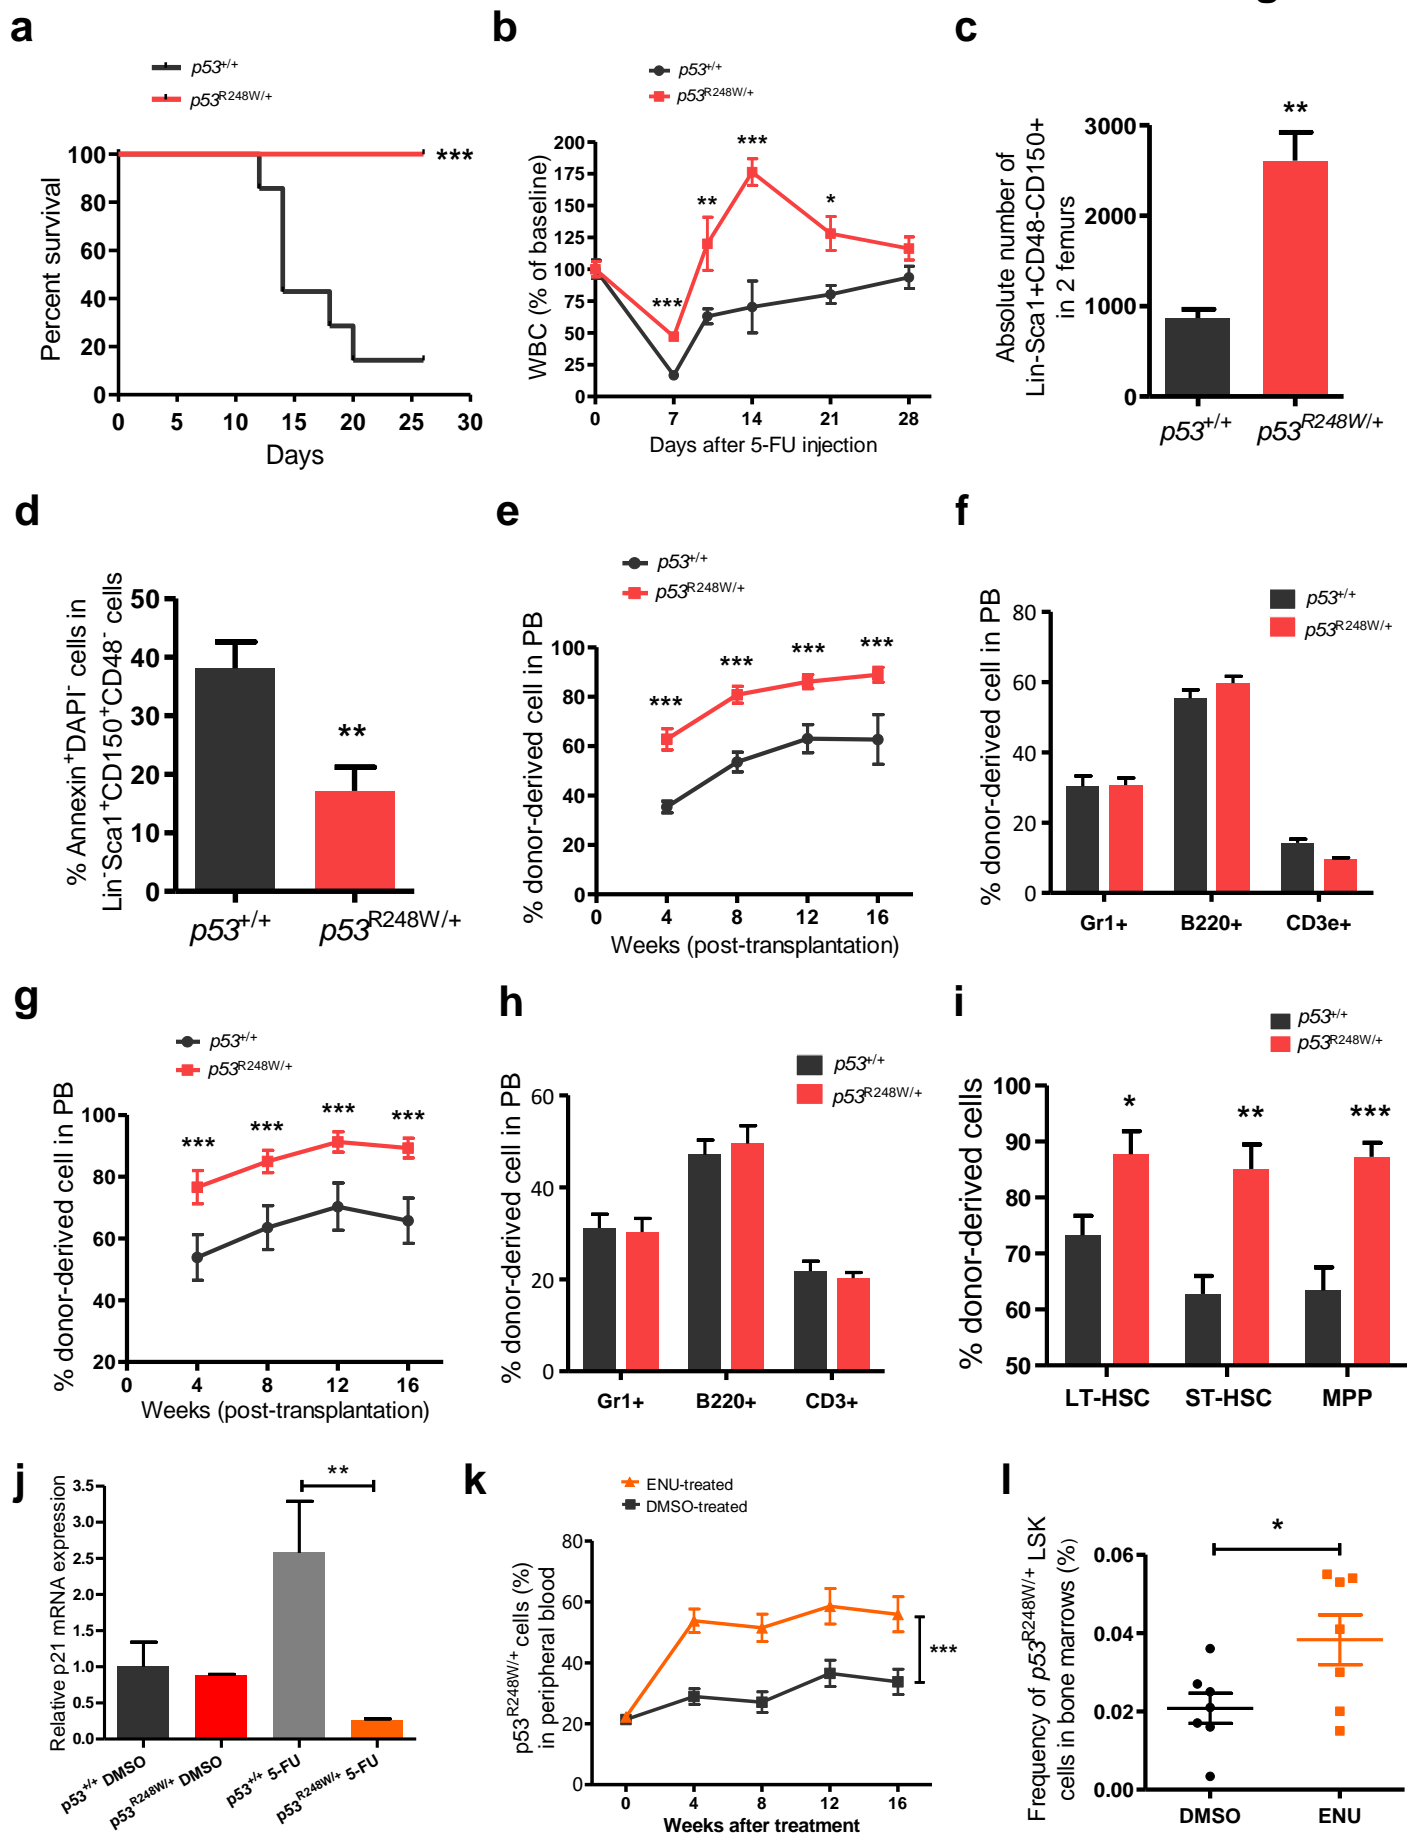 a
p53+/+
p53R248W/+
Percent survival
100
80
60
40
20
0
***
0 5 10 15 20 25 30
Days
b
p53+/+
p53R248W/+
WBC (% of baseline)
200
175
150
125
100
75
50
25
0
*** ** *** *
0 7 14 21 28
Days after 5-FU injection
c
Absolute number of
Lin-Sca1+CD48-CD150+
in 2 femurs
3000
2000
1000
0
**
p53+/+ p53R248W/+
d
% Annexin+DAPI- cells in
Lin-Sca1+CD150+CD48- cells
50
40
30
20
10
0
**
p53+/+ p53R248W/+
e
p53+/+
p53R248W/+
% donor-derived cell in PB
100
80
60
40
20
0
*** *** *** ***
0 4 8 12 16
Weeks (post-transplantation)
f
p53+/+
p53R248W/+
% donor-derived cell in PB
80
60
40
20
0
Gr1+ B220+ CD3e+
g
p53+/+
p53R248W/+
% donor-derived cell in PB
100
80
60
40
20
*** *** *** ***
0 4 8 12 16
Weeks (post-transplantation)
h
p53+/+
p53R248W/+
% donor-derived cell in PB
60
40
20
0
Gr1+ B220+ CD3+
i
p53+/+
p53R248W/+
% donor-derived cells
100
90
80
70
60
50
* ** ***
LT-HSC ST-HSC MPP
j
Relative p21 mRNA expression
3.5
3.0
2.5
2.0
1.5
1.0
0.5
0.0
**
p53+/+ DMSO
p53R248W/+ DMSO
p53+/+ 5-FU
p53R248W/+ 5-FU
k
ENU-treated
DMSO-treated
p53R248W/+ cells (%)
in peripheral blood
80
60
40
20
0
***
0 4 8 12 16
Weeks after treatment
l
Frequency of p53R248W/+ LSK
cells in bone marrows (%)
0.06
0.04
0.02
0.00
*
DMSO ENU